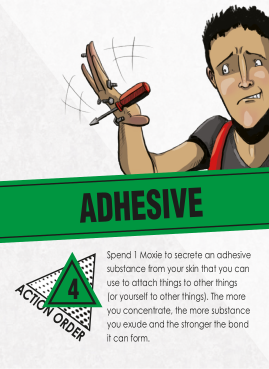 ADHESIVE
Spend 1 Moxie to secrete an adhesive
substance from your skin that you can
use to attach things to other things
(or yourself to other things). The more
you concentrate, the more substance
you exude and the stronger the bond
it can form.
4
ACTION ORDER